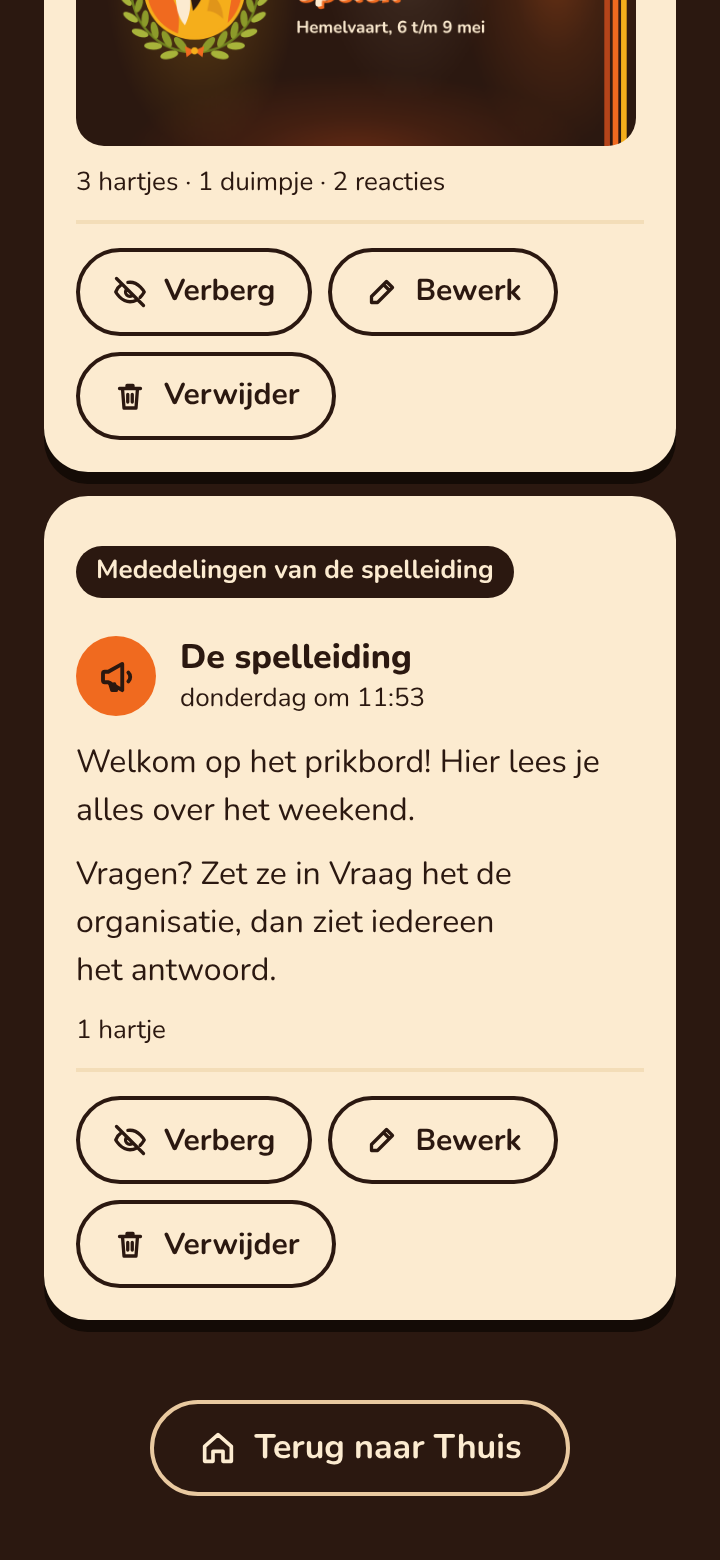 Hemelvaart, 6 t/m 9 mei
3 hartjes · 1 duimpje · 2 reacties
Verberg
Bewerk
Verwijder
Mededelingen van de spelleiding
De spelleiding
donderdag om 11:53
Welkom op het prikbord! Hier lees je
alles over het weekend.
Vragen? Zet ze in Vraag het de
organisatie, dan ziet iedereen
het antwoord.
1 hartje
Verberg
Bewerk
Verwijder
Terug naar Thuis